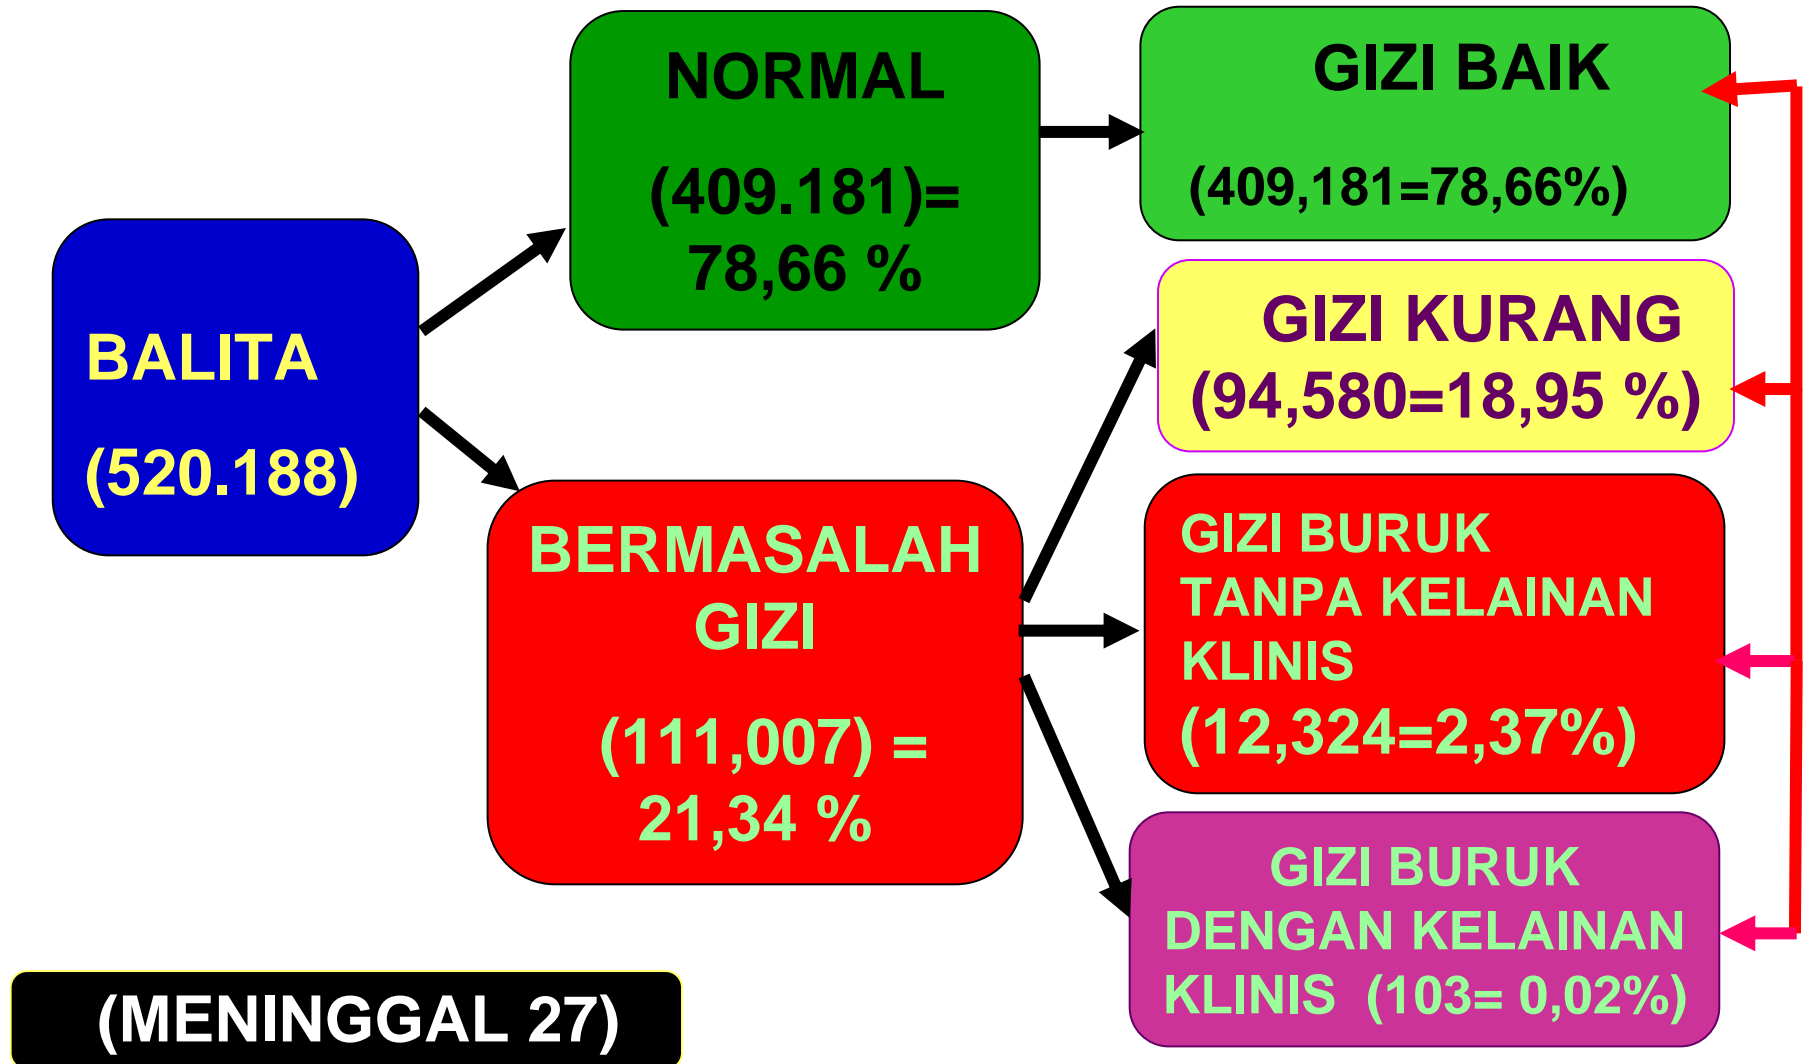 BALITA
(520.188)
NORMAL
(409.181)=
78,66 %
BERMASALAH
GIZI
(111,007) =
21,34 %
GIZI BAIK
(409,181=78,66%)
GIZI KURANG
(94,580=18,95 %)
GIZI BURUK
TANPA KELAINAN
KLINIS
(12,324=2,37%)
GIZI BURUK
DENGAN KELAINAN
KLINIS (103= 0,02%)
(MENINGGAL 27)